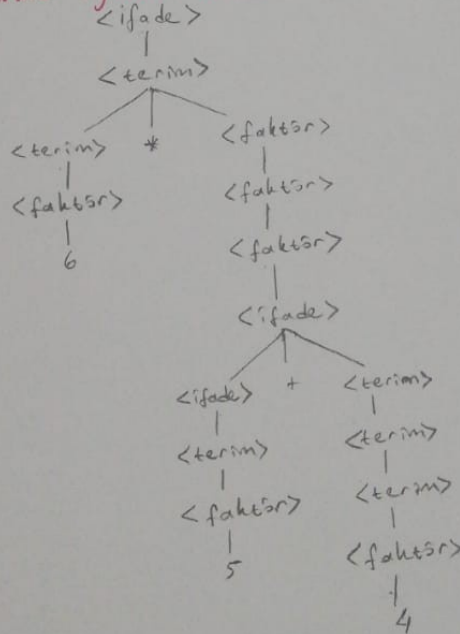 <ifade>
<terim>
<terim> * <faktör>
<faktör> <faktör>
6 <faktör>
<ifade>
<ifade> + <terim>
<terim> <terim>
<faktör> <terim>
5 <faktör>
4